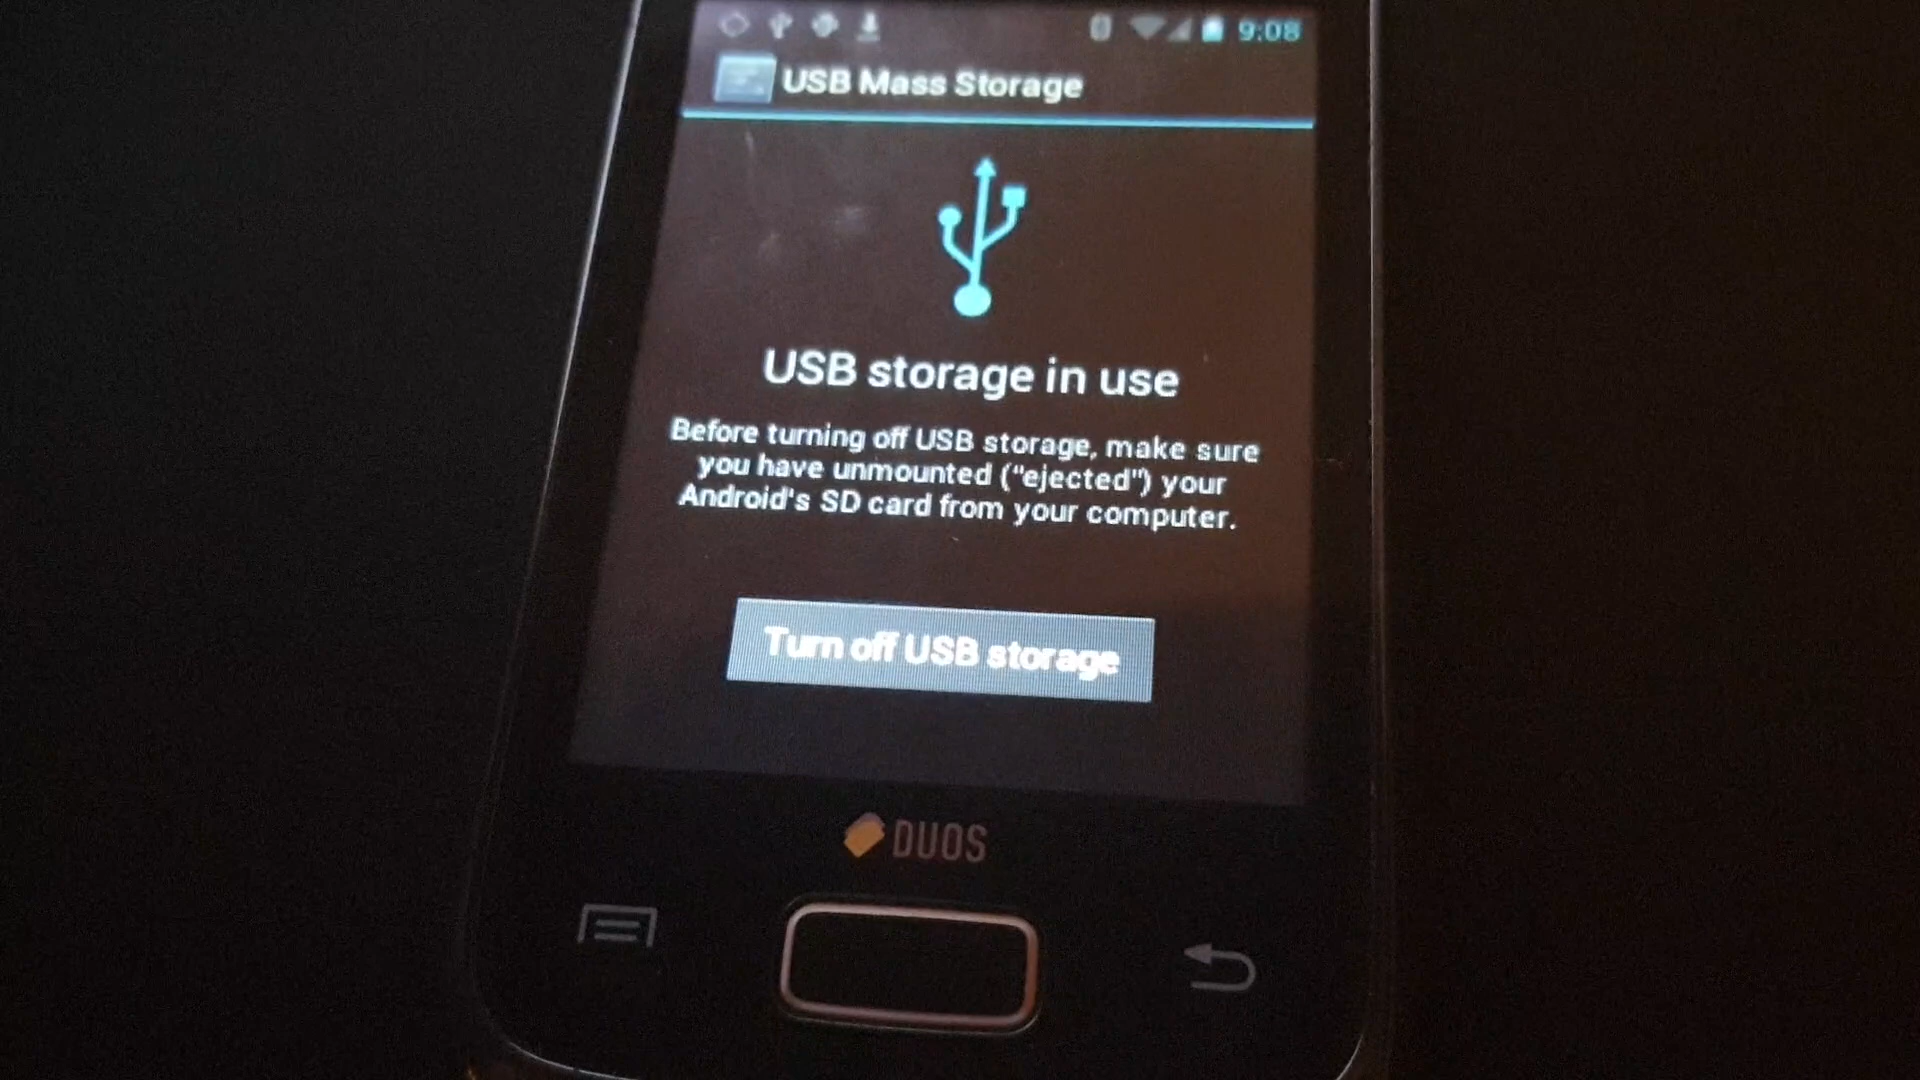 9:08
USB Mass Storage
USB storage in use
Before turning off USB storage, make sure
you have unmounted ("ejected") your
Android's SD card from your computer.
Turn off USB storage
DUOS